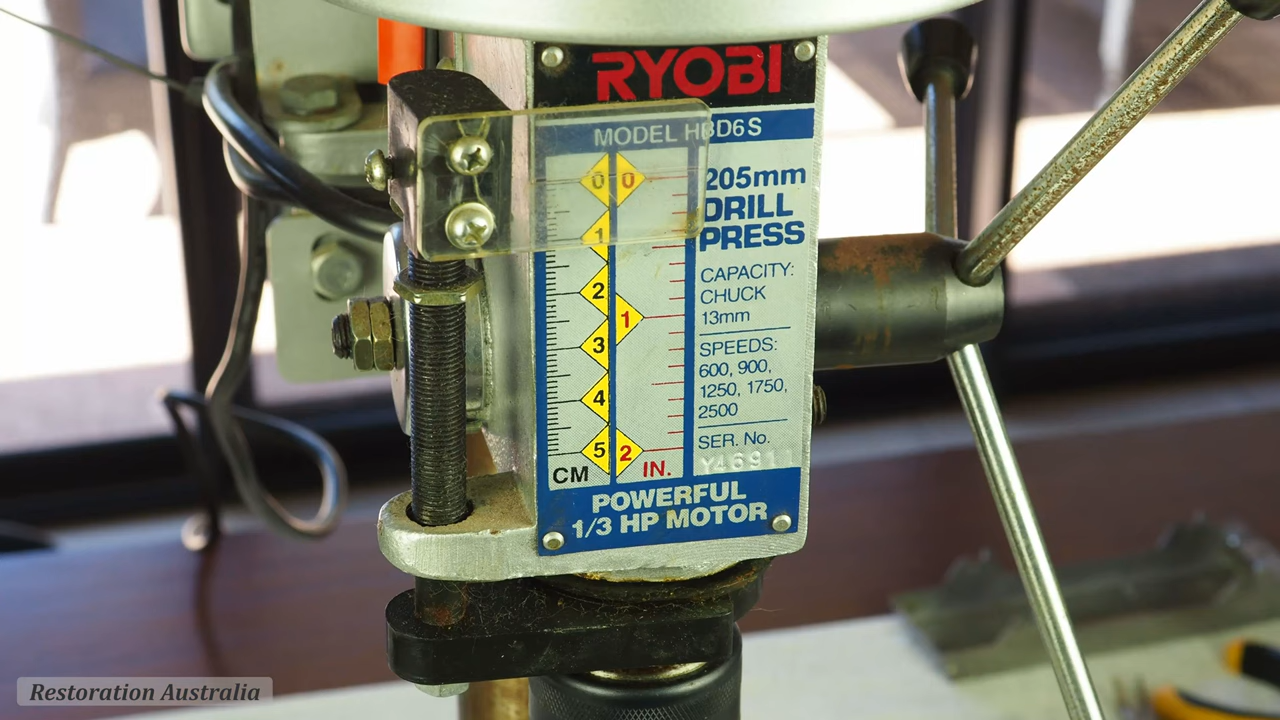 RYOBI
MODEL HBD6S
205mm
DRILL
PRESS
CAPACITY:
CHUCK
13mm
SPEEDS:
600, 900,
1250, 1750,
2500
SER. No.
0 0
1
2
1
3
4
5 2
CM IN.
POWERFUL
1/3 HP MOTOR
Restoration Australia